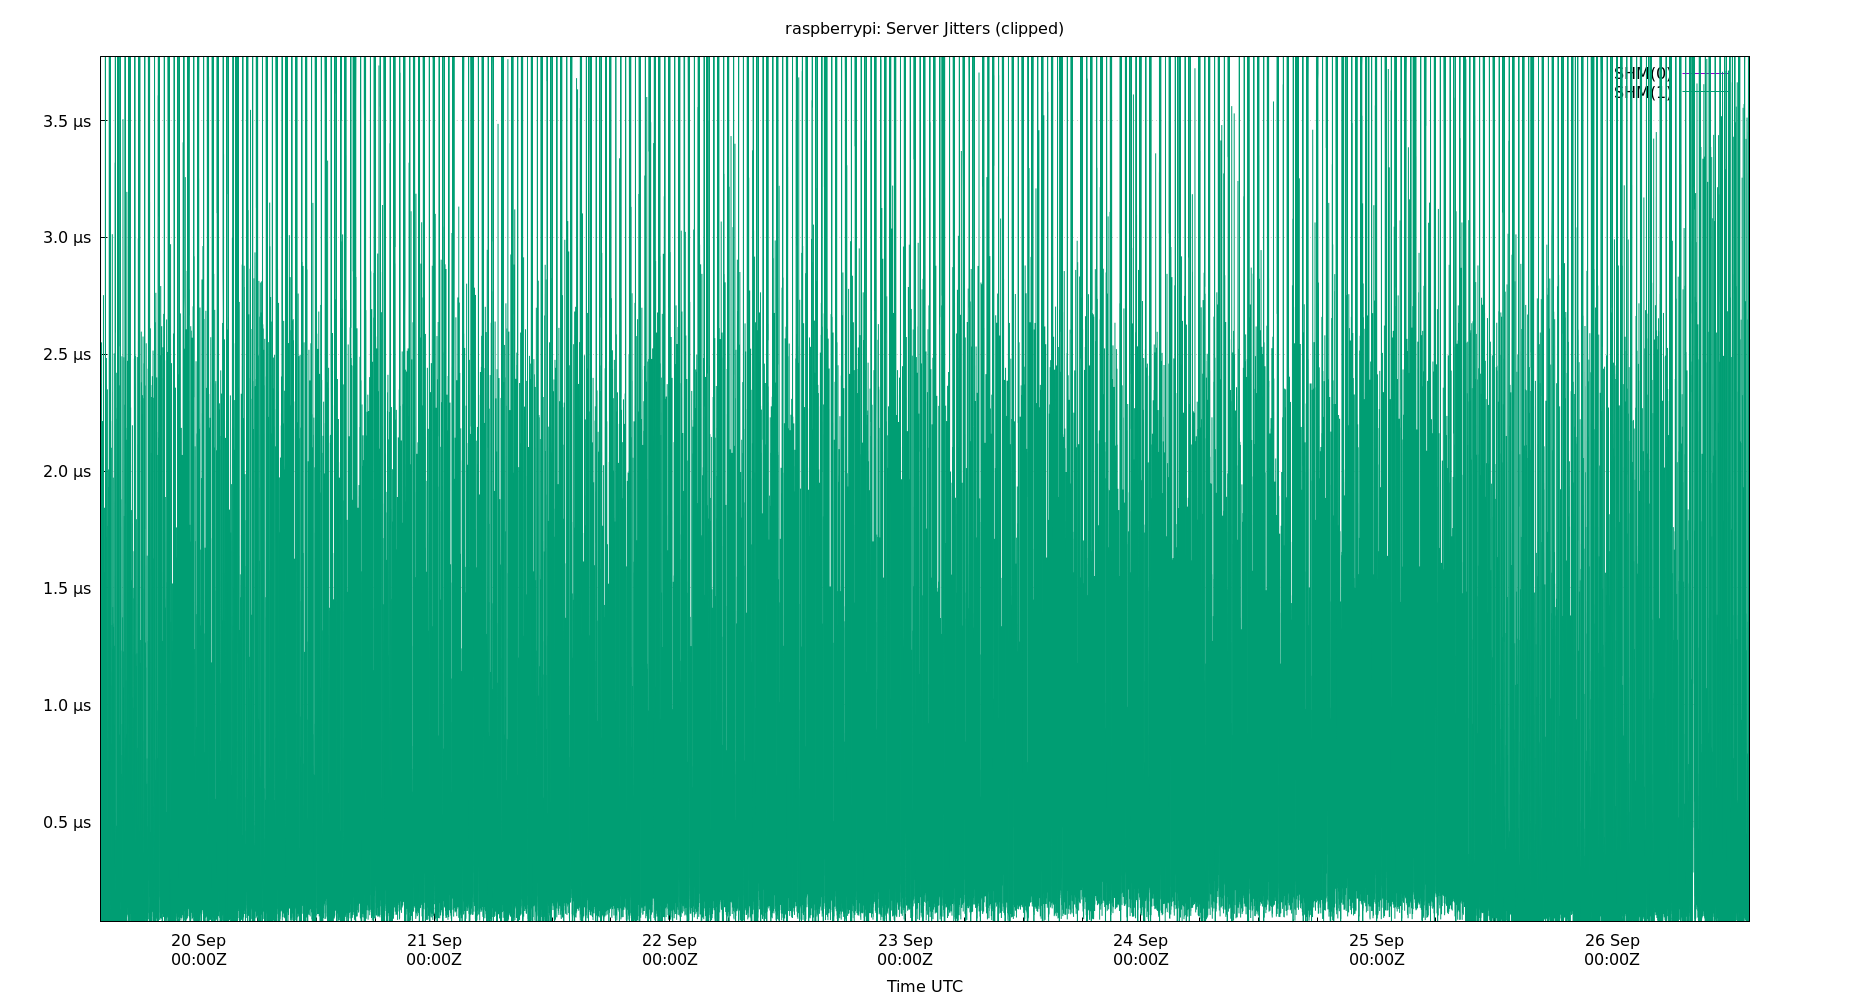 raspberrypi: Server Jitters (clipped)
SHM(0)
SHM(1)
3.5 μs
3.0 μs
2.5 μs
2.0 μs
1.5 μs
1.0 μs
0.5 μs
20 Sep 21 Sep 22 Sep 23 Sep 24 Sep 25 Sep 26 Sep
00:00Z 00:00Z 00:00Z 00:00Z 00:00Z 00:00Z 00:00Z
Time UTC